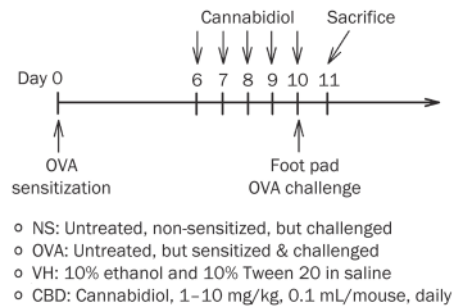 Cannabidiol Sacrifice
Day 0 6 7 8 9 10 11
OVA Foot pad
sensitization OVA challenge
○ NS: Untreated, non-sensitized, but challenged
○ OVA: Untreated, but sensitized & challenged
○ VH: 10% ethanol and 10% Tween 20 in saline
○ CBD: Cannabidiol, 1–10 mg/kg, 0.1 mL/mouse, daily